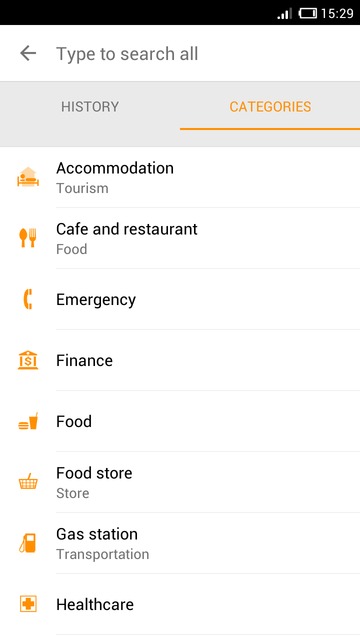 15:29
Type to search all
HISTORY
CATEGORIES
Accommodation
Tourism
Cafe and restaurant
Food
Emergency
Finance
Food
Food store
Store
Gas station
Transportation
Healthcare